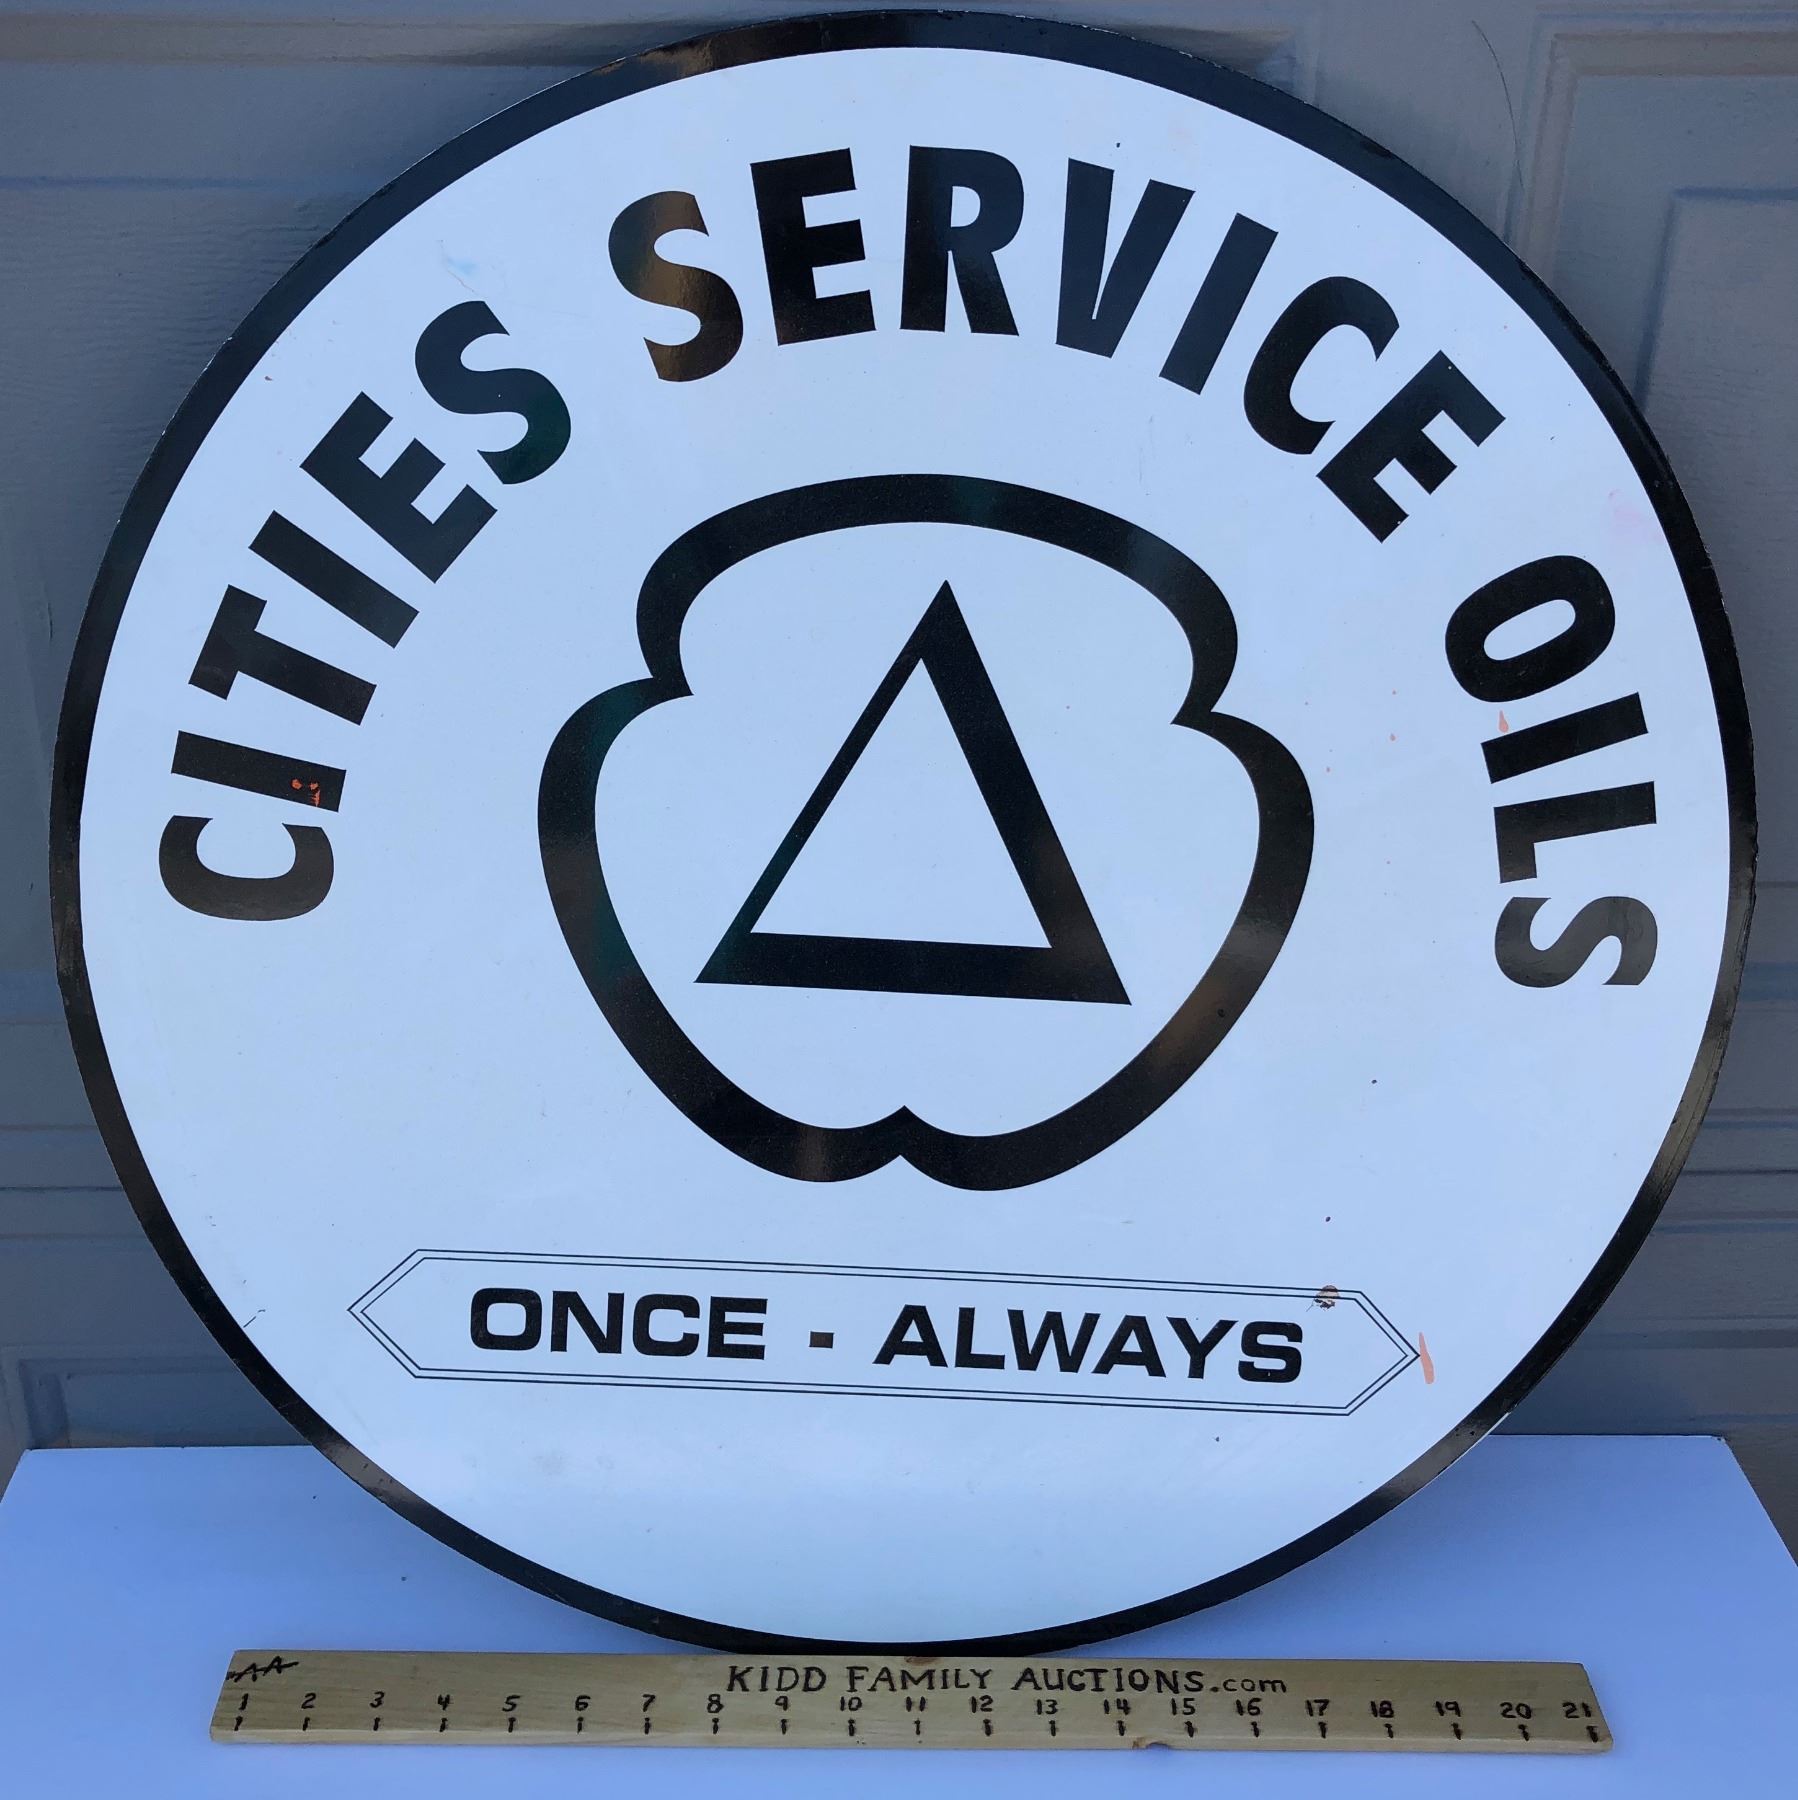 CITIES SERVICE OILS
ONCE - ALWAYS
AA
KIDD FAMILY AUCTIONS.com
1 2 3 4 5 6 7 8 9 10 11 12 13 14 15 16 17 18 19 20 21